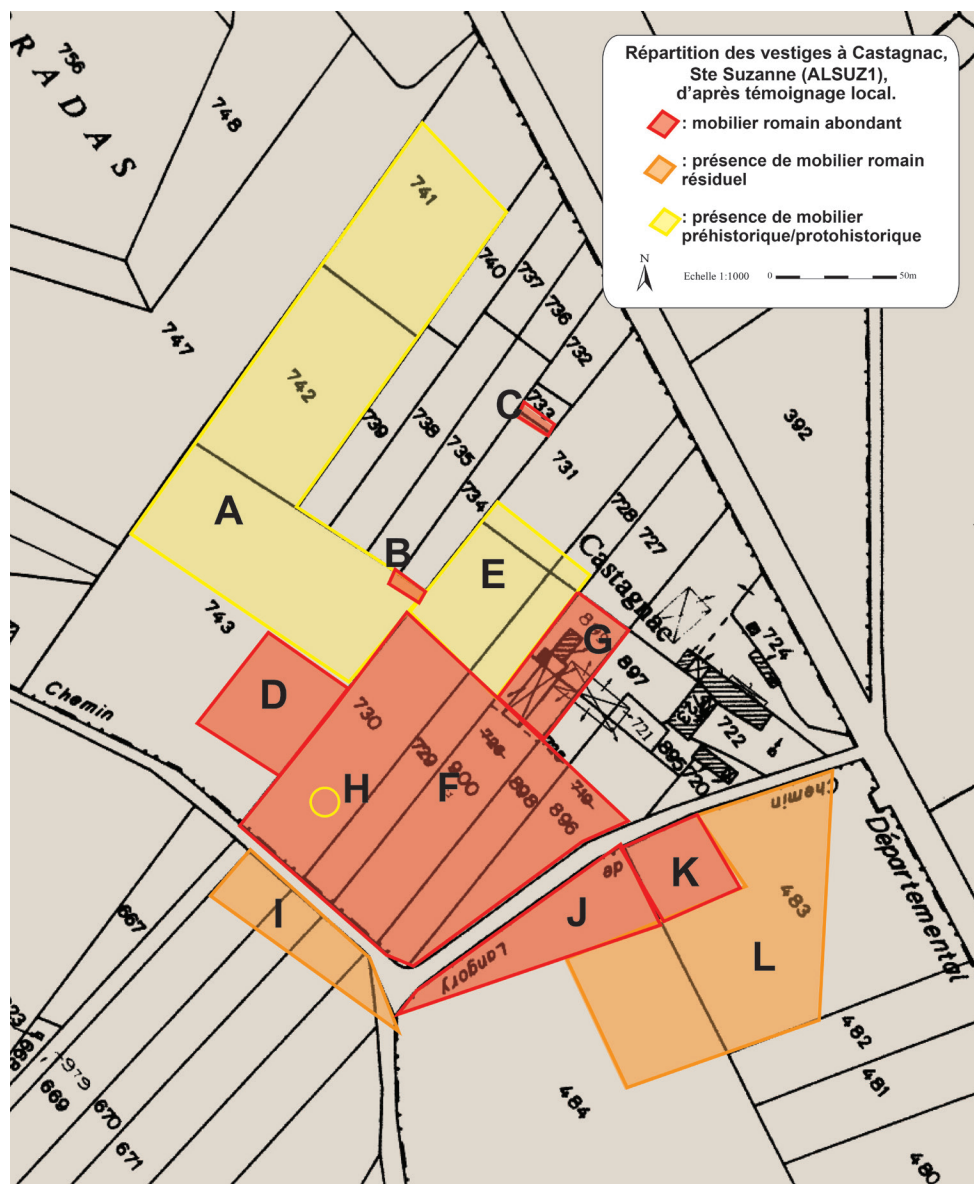 Répartition des vestiges à Castagnac,
Ste Suzanne (ALSUZ1),
d'après témoignage local.
: mobilier romain abondant
: présence de mobilier romain
résiduel
: présence de mobilier
préhistorique/protohistorique
N
Echelle 1:1000 0 50m
RADAS
756
748
741
740
737
736
732
747
742
733
C
392
739
738
735
731
734
728
727
A
B
E
Castagnac
743
G
724
897
D
721
722
895
720
Chemin
730
729
900
898
896
H
F
Chemin
de
Langory
Départemental
K
J
483
I
L
667
482
481
669
670
671
484
480